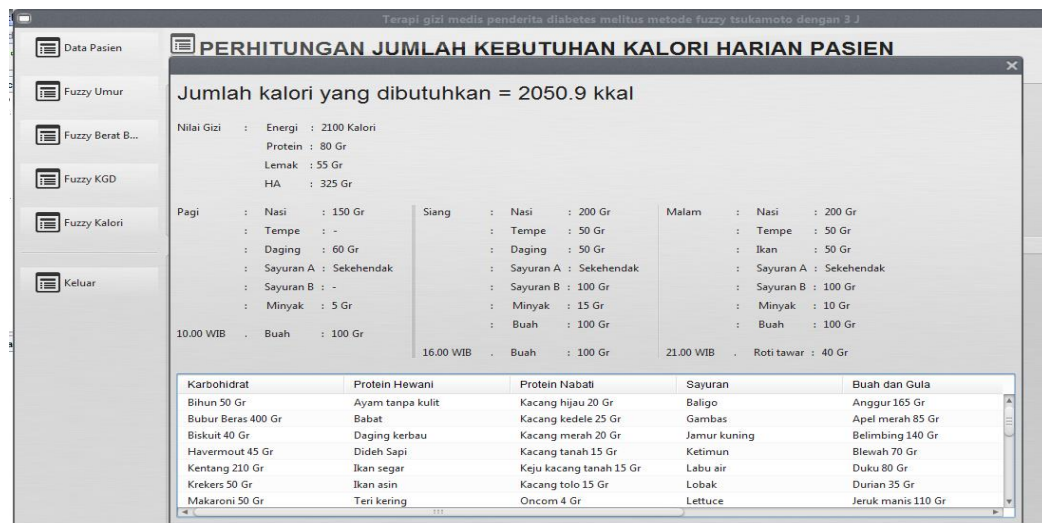 Terapi gizi medis penderita diabetes melitus metode fuzzy tsukamoto dengan 3 J
Data Pasien
Fuzzy Umur
Fuzzy Berat B...
Fuzzy KGD
Fuzzy Kalori
Keluar
PERHITUNGAN JUMLAH KEBUTUHAN KALORI HARIAN PASIEN
Jumlah kalori yang dibutuhkan = 2050.9 kkal
Nilai Gizi : Energi : 2100 Kalori
Protein : 80 Gr
Lemak : 55 Gr
HA : 325 Gr
Pagi : Nasi : 150 Gr
: Tempe : -
: Daging : 60 Gr
: Sayuran A : Sekehendak
: Sayuran B : -
: Minyak : 5 Gr
10.00 WIB . Buah : 100 Gr
Siang : Nasi : 200 Gr
: Tempe : 50 Gr
: Daging : 50 Gr
: Sayuran A : Sekehendak
: Sayuran B : 100 Gr
: Minyak : 15 Gr
: Buah : 100 Gr
16.00 WIB . Buah : 100 Gr
Malam : Nasi : 200 Gr
: Tempe : 50 Gr
: Ikan : 50 Gr
: Sayuran A : Sekehendak
: Sayuran B : 100 Gr
: Minyak : 10 Gr
: Buah : 100 Gr
21.00 WIB . Roti tawar : 40 Gr
Karbohidrat Protein Hewani Protein Nabati Sayuran Buah dan Gula
Bihun 50 Gr Ayam tanpa kulit Kacang hijau 20 Gr Baligo Anggur 165 Gr
Bubur Beras 400 Gr Babat Kacang kedele 25 Gr Gambas Apel merah 85 Gr
Biskuit 40 Gr Daging kerbau Kacang merah 20 Gr Jamur kuning Belimbing 140 Gr
Havermout 45 Gr Dideh Sapi Kacang tanah 15 Gr Ketimun Blewah 70 Gr
Kentang 210 Gr Ikan segar Keju kacang tanah 15 Gr Labu air Duku 80 Gr
Krekers 50 Gr Ikan asin Kacang tolo 15 Gr Lobak Durian 35 Gr
Makaroni 50 Gr Teri kering Oncom 4 Gr Lettuce Jeruk manis 110 Gr